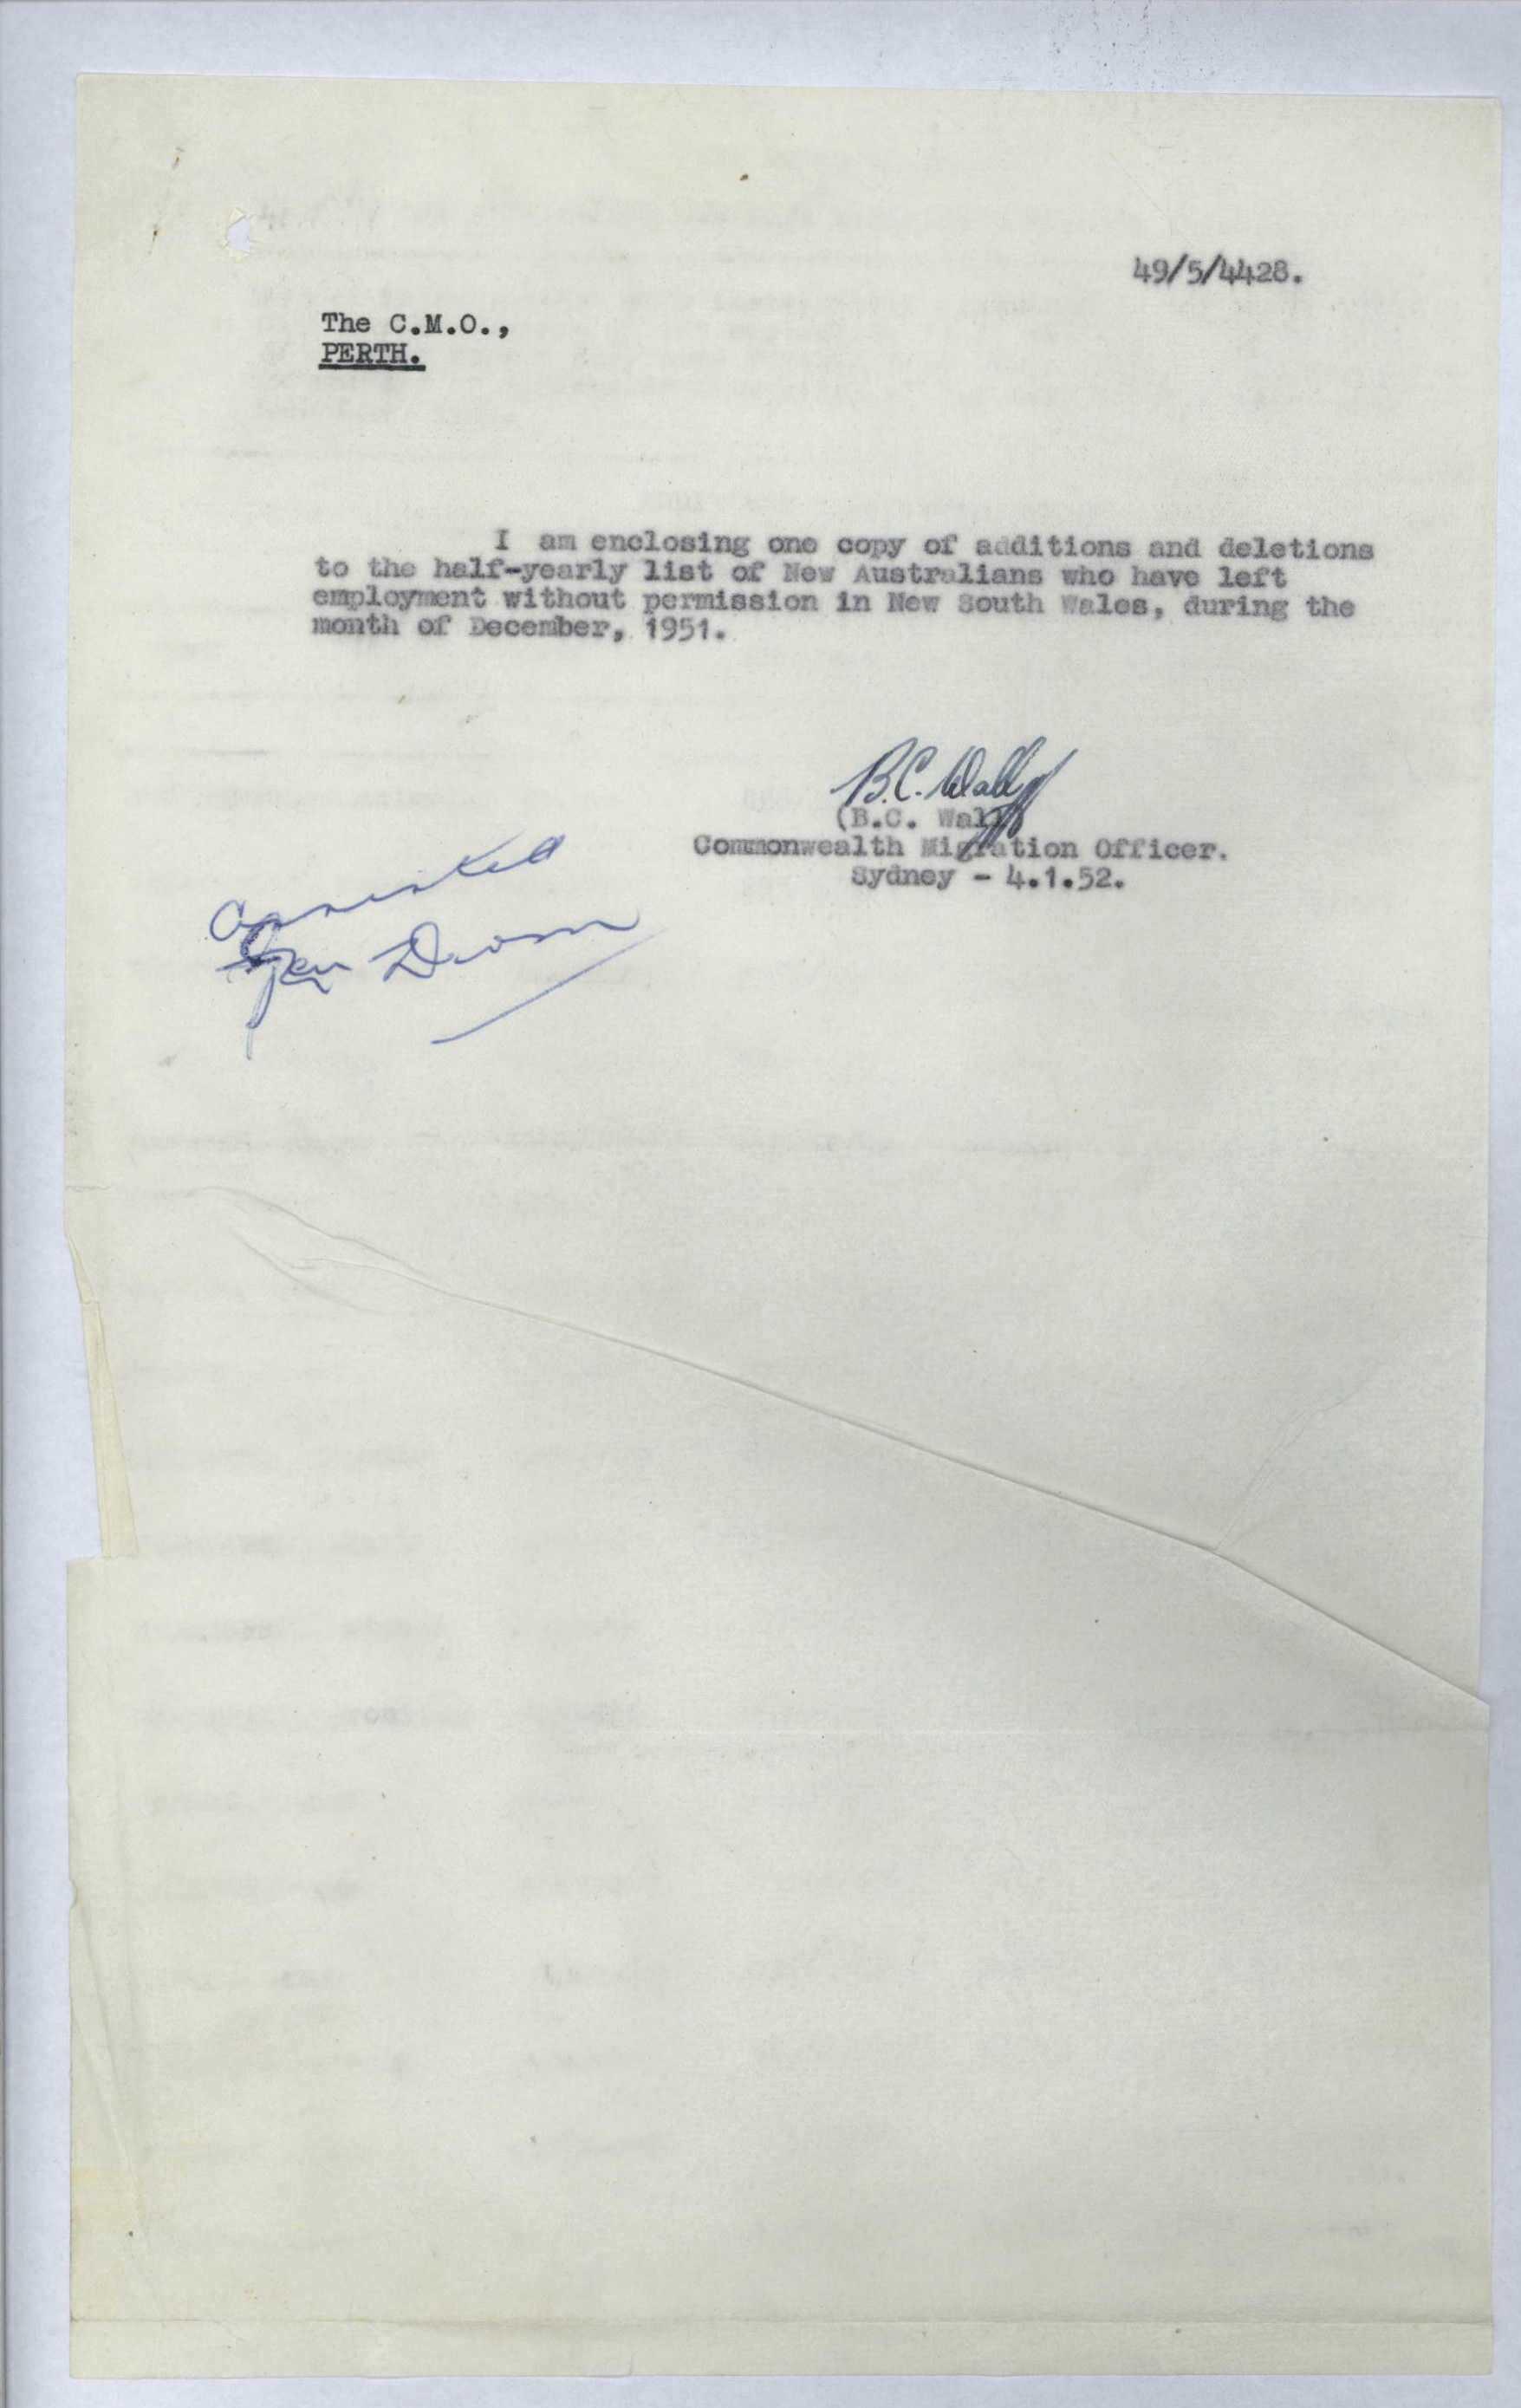 49/5/4428.
The C.M.O.,
PERTH.
I am enclosing one copy of additions and deletions
to the half-yearly list of New Australians who have left
employment without permission in New South Wales, during the
month of December, 1951.
B.C. Wall
(B.C. Wall)
Commonwealth Migration Officer.
Sydney - 4.1.52.